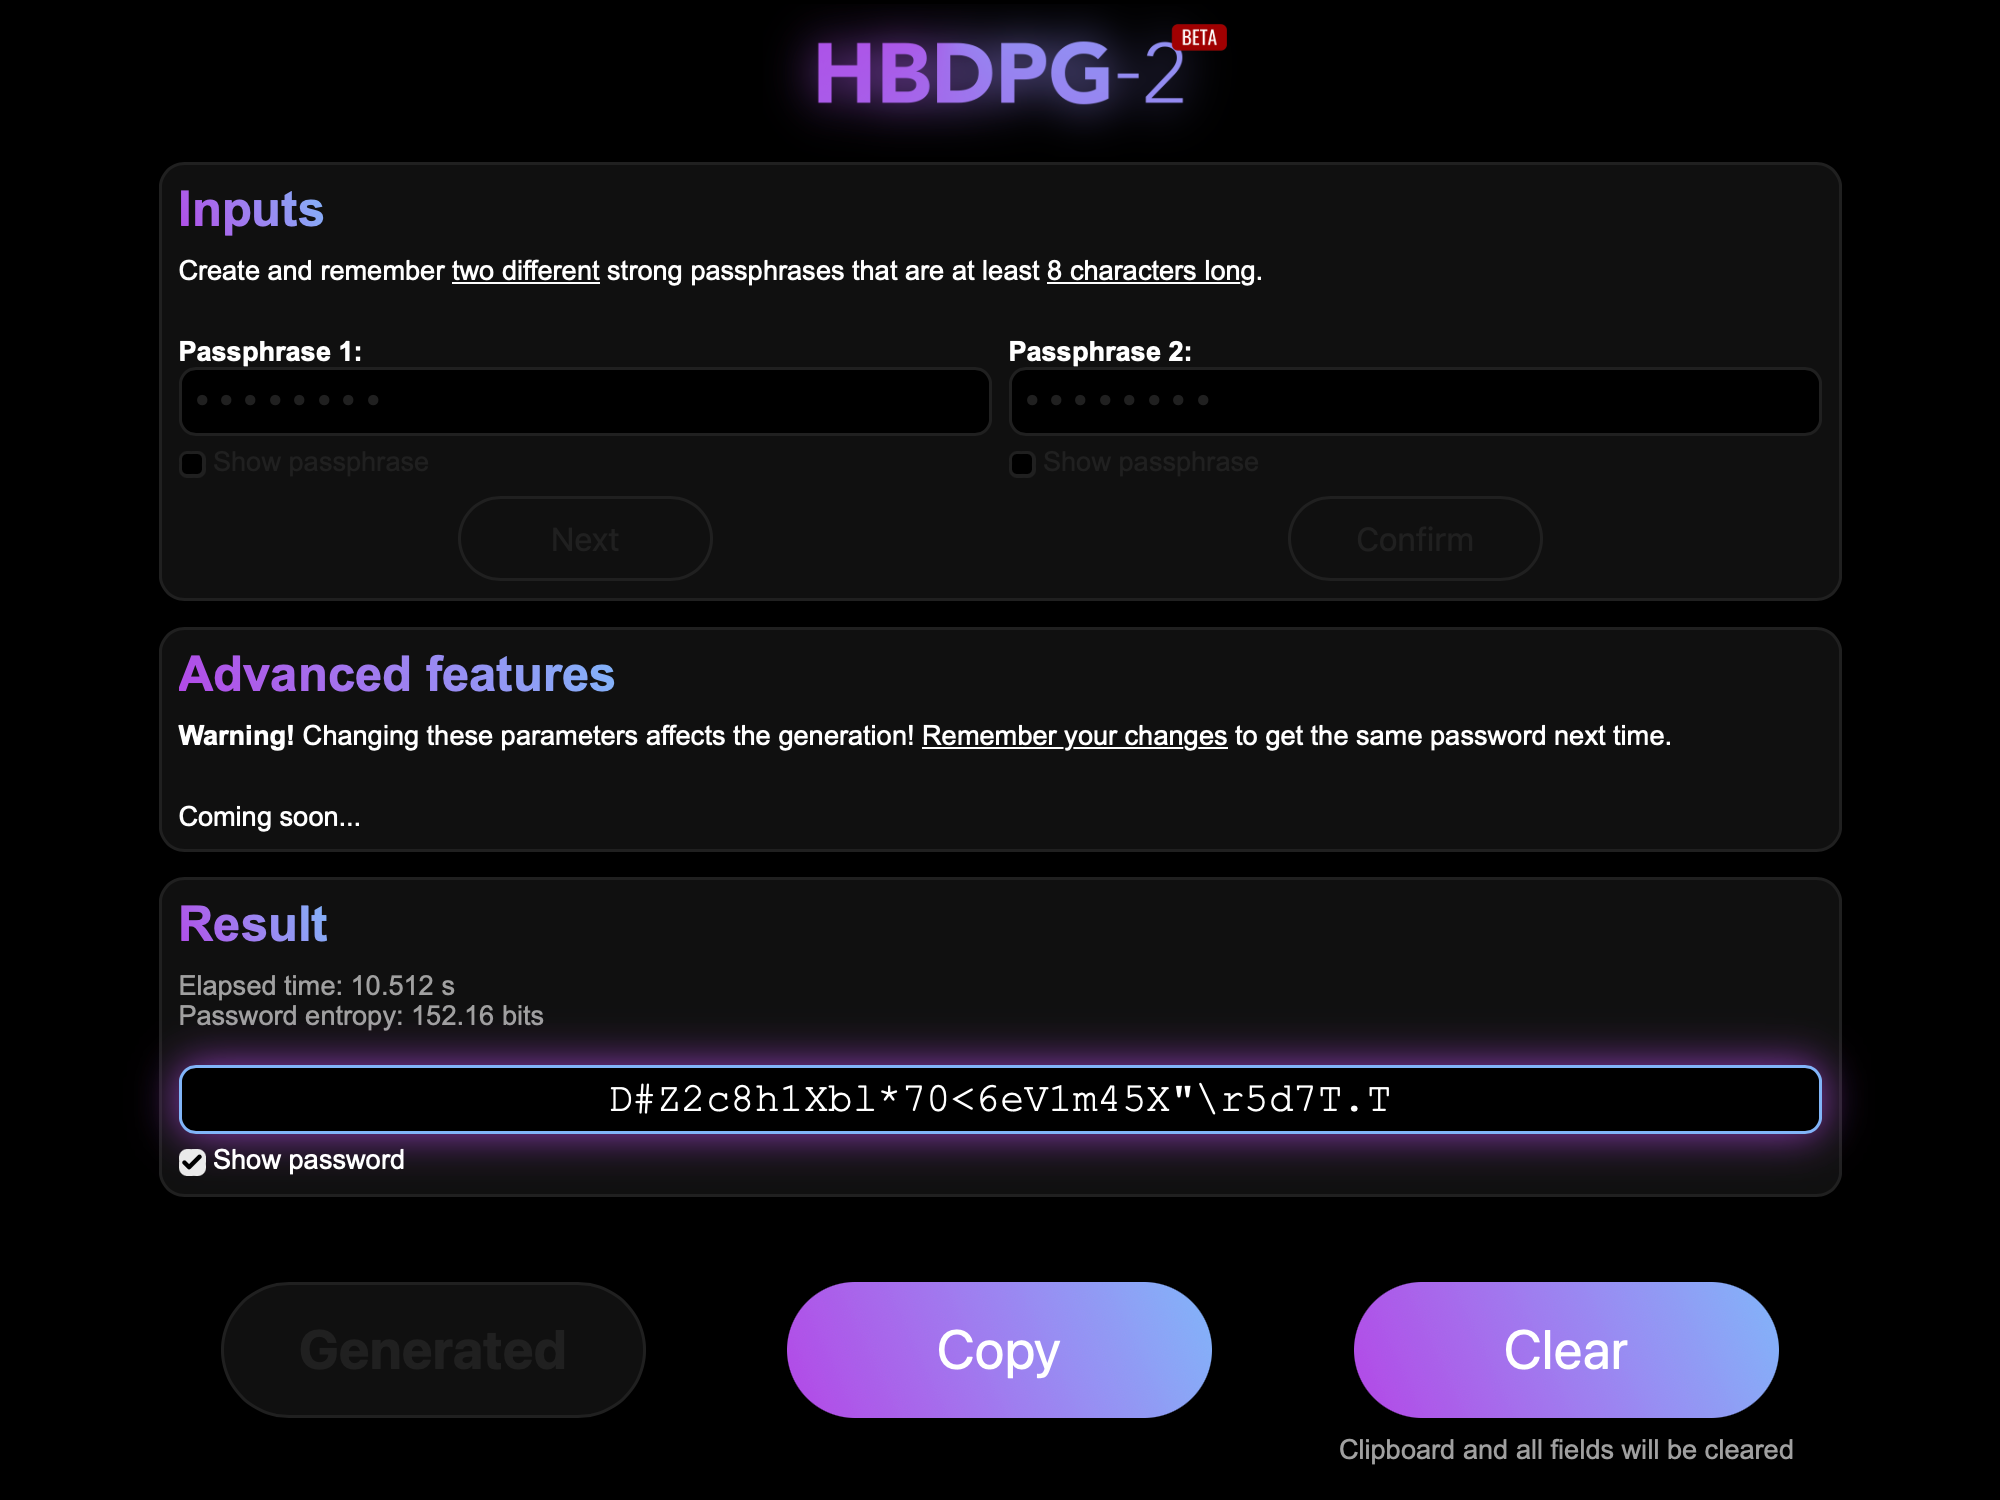 HBDPG-2 BETA
Inputs
Create and remember two different strong passphrases that are at least 8 characters long.
Passphrase 1:
Passphrase 2:
Show passphrase
Show passphrase
Next
Confirm
Advanced features
Warning! Changing these parameters affects the generation! Remember your changes to get the same password next time.
Coming soon...
Result
Elapsed time: 10.512 s
Password entropy: 152.16 bits
D#Z2c8h1Xbl*70<6eV1m45X"\r5d7T.T
Show password
Generated
Copy
Clear
Clipboard and all fields will be cleared